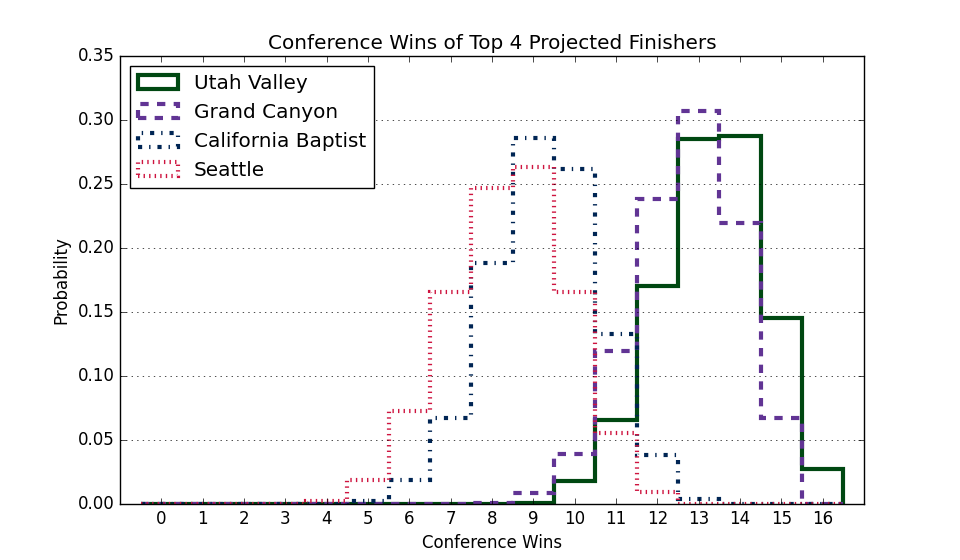 Conference Wins of Top 4 Projected Finishers
0.35
0.30
0.25
0.20
0.15
0.10
0.05
0.00
Probability
Utah Valley
Grand Canyon
California Baptist
Seattle
0 1 2 3 4 5 6 7 8 9 10 11 12 13 14 15 16
Conference Wins